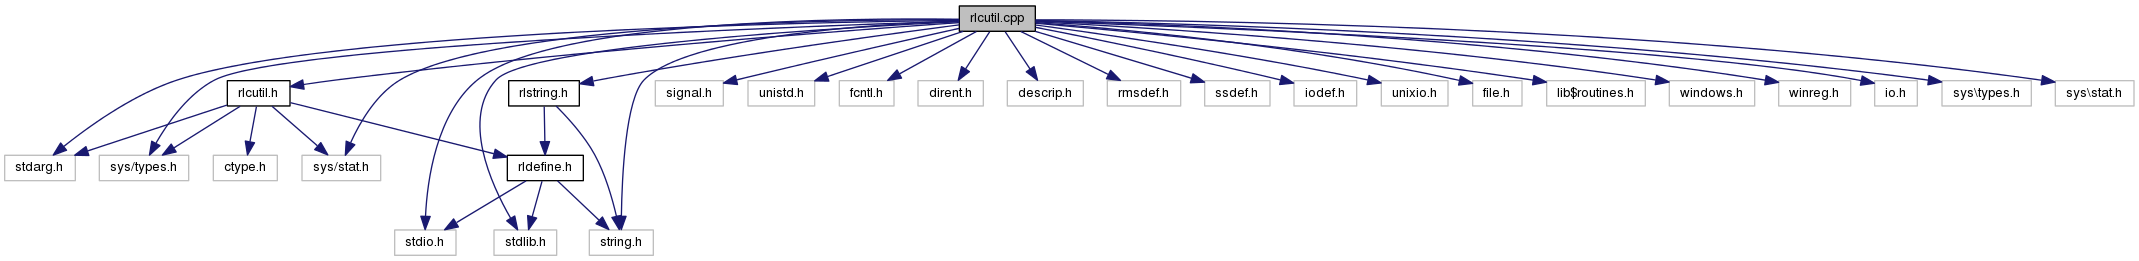 rlcutil.cpp
rlcutil.h
rlstring.h
signal.h
unistd.h
fcntl.h
dirent.h
descrip.h
rmsdef.h
ssdef.h
iodef.h
unixio.h
file.h
lib$routines.h
windows.h
winreg.h
io.h
sys\types.h
sys\stat.h
stdarg.h
sys/types.h
ctype.h
sys/stat.h
rldefine.h
stdio.h
stdlib.h
string.h